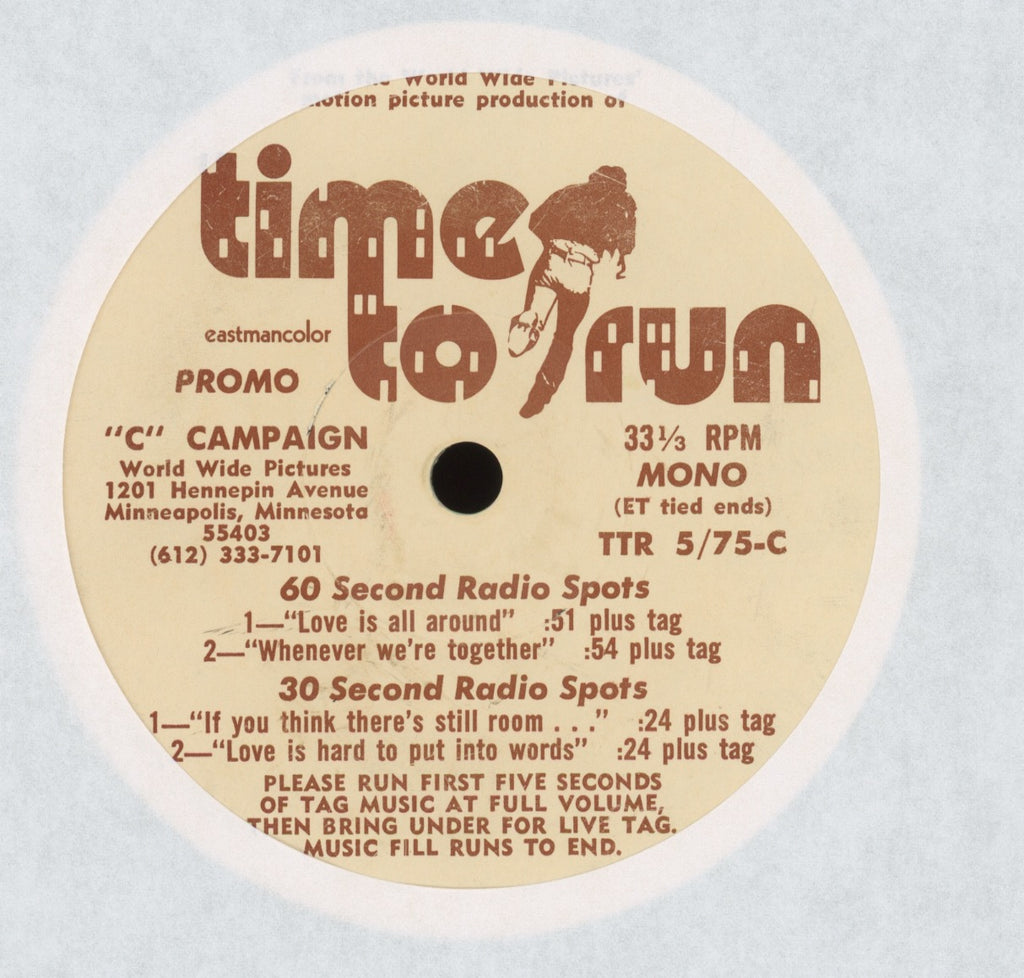 From the World Wide Pictures'
motion picture production of
time
to run
eastmancolor
PROMO
"C" CAMPAIGN
World Wide Pictures
1201 Hennepin Avenue
Minneapolis, Minnesota
55403
(612) 333-7101
33 1/3 RPM
MONO
(ET tied ends)
TTR 5/75-C
60 Second Radio Spots
1—"Love is all around" :51 plus tag
2—"Whenever we're together" :54 plus tag
30 Second Radio Spots
1—"If you think there's still room . . ." :24 plus tag
2—"Love is hard to put into words" :24 plus tag
PLEASE RUN FIRST FIVE SECONDS
OF TAG MUSIC AT FULL VOLUME,
THEN BRING UNDER FOR LIVE TAG.
MUSIC FILL RUNS TO END.